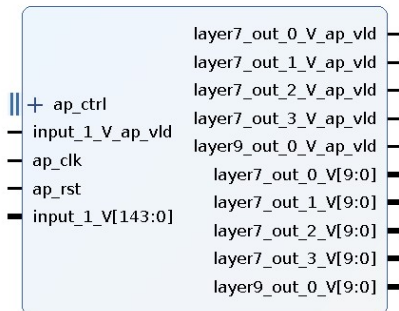 layer7_out_0_V_ap_vld
layer7_out_1_V_ap_vld
layer7_out_2_V_ap_vld
layer7_out_3_V_ap_vld
layer9_out_0_V_ap_vld
layer7_out_0_V[9:0]
layer7_out_1_V[9:0]
layer7_out_2_V[9:0]
layer7_out_3_V[9:0]
layer9_out_0_V[9:0]
ap_ctrl
input_1_V_ap_vld
ap_clk
ap_rst
input_1_V[143:0]